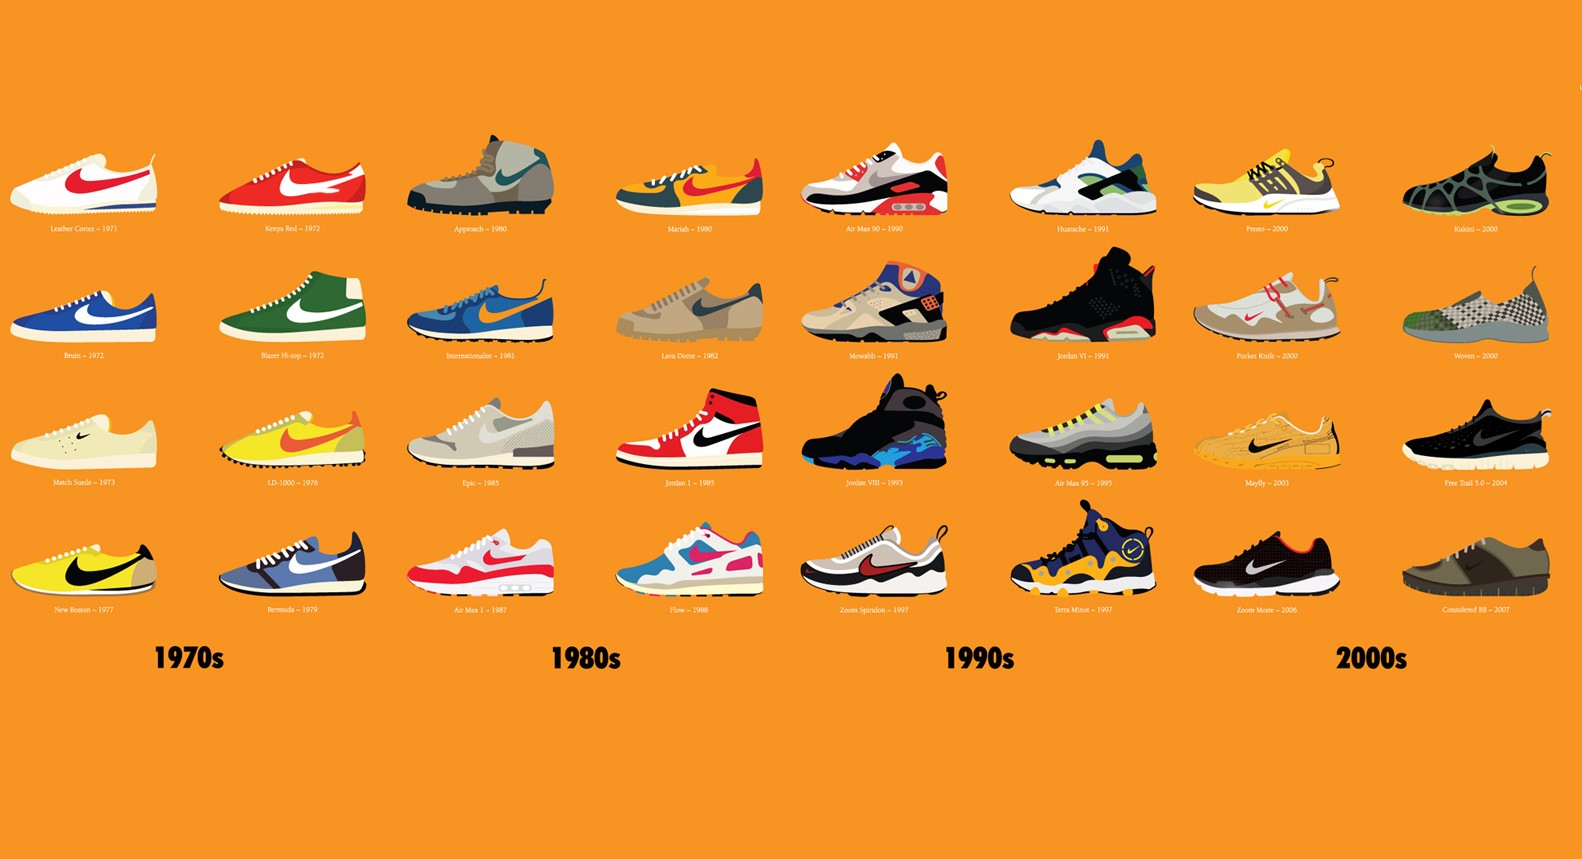 Leather Cortez – 1971
Kenya Red – 1972
Approach – 1980
Mariah – 1980
Air Max 90 – 1990
Huarache – 1991
Presto – 2000
Kukini – 2000
Bruin – 1972
Blazer Hi-top – 1972
Internationalist – 1981
Lava Dome – 1982
Mowabb – 1991
Jordan VI – 1991
Pocket Knife – 2000
Woven – 2000
Match Suede – 1973
LD-1000 – 1976
Epic – 1985
Jordan 1 – 1985
Jordan VIII – 1993
Air Max 95 – 1995
Mayfly – 2003
Free Trail 5.0 – 2004
New Boston – 1977
Bermuda – 1979
Air Max 1 – 1987
Flow – 1988
Zoom Spiridon – 1997
Terra Minot – 1997
Zoom Moire – 2006
Considered BB – 2007
1970s
1980s
1990s
2000s